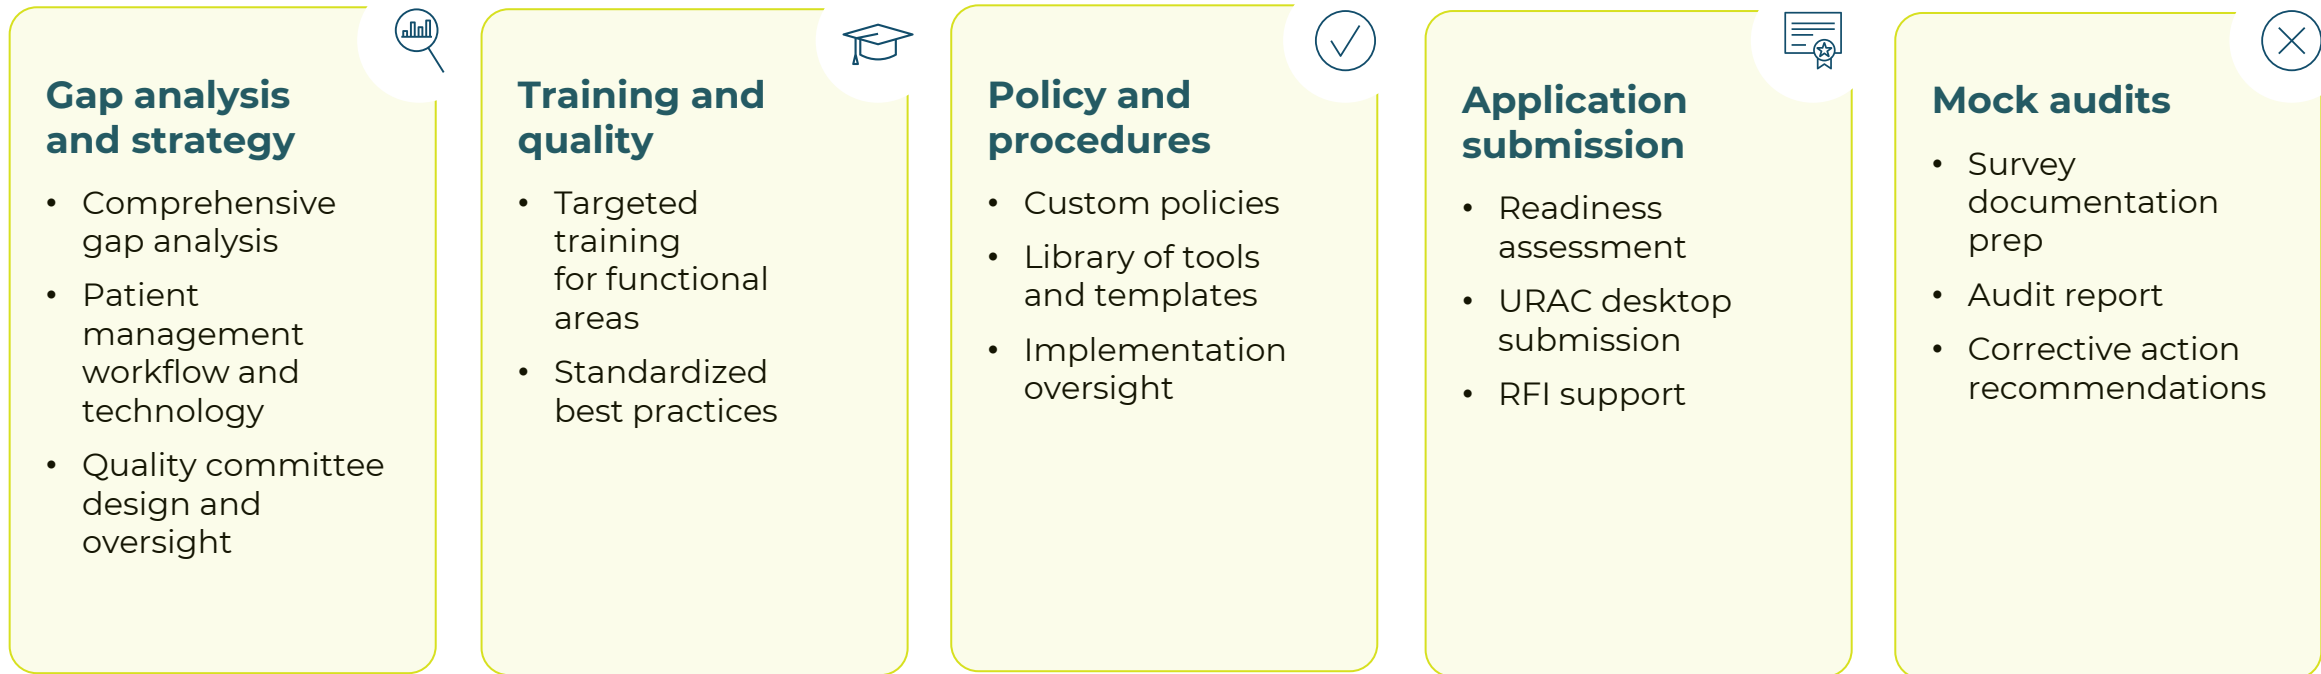 Gap analysis
and strategy
• Comprehensive
gap analysis
• Patient
management
workflow and
technology
• Quality committee
design and
oversight
Training and
quality
• Targeted
training
for functional
areas
• Standardized
best practices
Policy and
procedures
• Custom policies
• Library of tools
and templates
• Implementation
oversight
Application
submission
• Readiness
assessment
• URAC desktop
submission
• RFI support
Mock audits
• Survey
documentation
prep
• Audit report
• Corrective action
recommendations